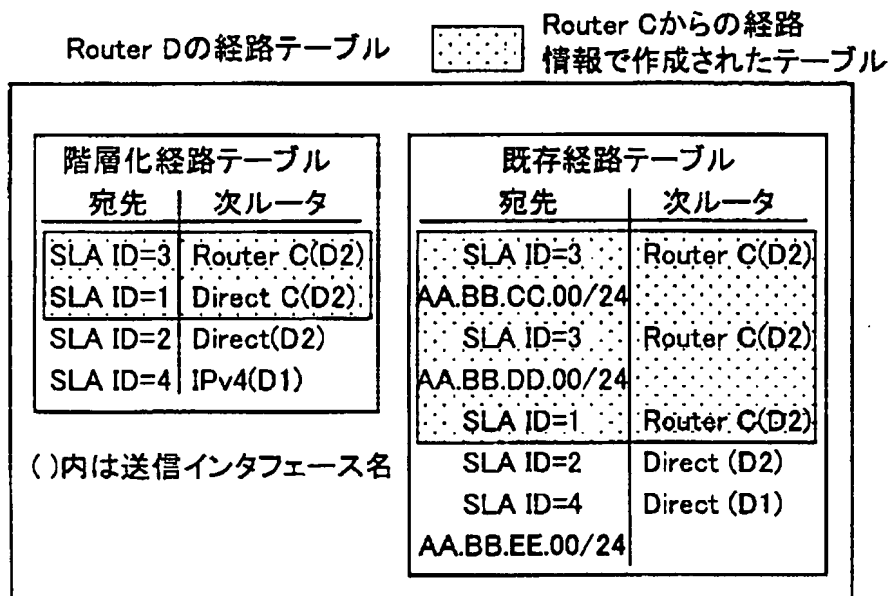 Router Dの経路テーブル
Router Cからの経路
情報で作成されたテーブル
階層化経路テーブル
宛先 次ルータ
SLA ID=3 Router C(D2)
SLA ID=1 Direct C(D2)
SLA ID=2 Direct(D2)
SLA ID=4 IPv4(D1)
( )内は送信インタフェース名
既存経路テーブル
宛先 次ルータ
SLA ID=3 Router C(D2)
AA.BB.CC.00/24
SLA ID=3 Router C(D2)
AA.BB.DD.00/24
SLA ID=1 Router C(D2)
SLA ID=2 Direct (D2)
SLA ID=4 Direct (D1)
AA.BB.EE.00/24